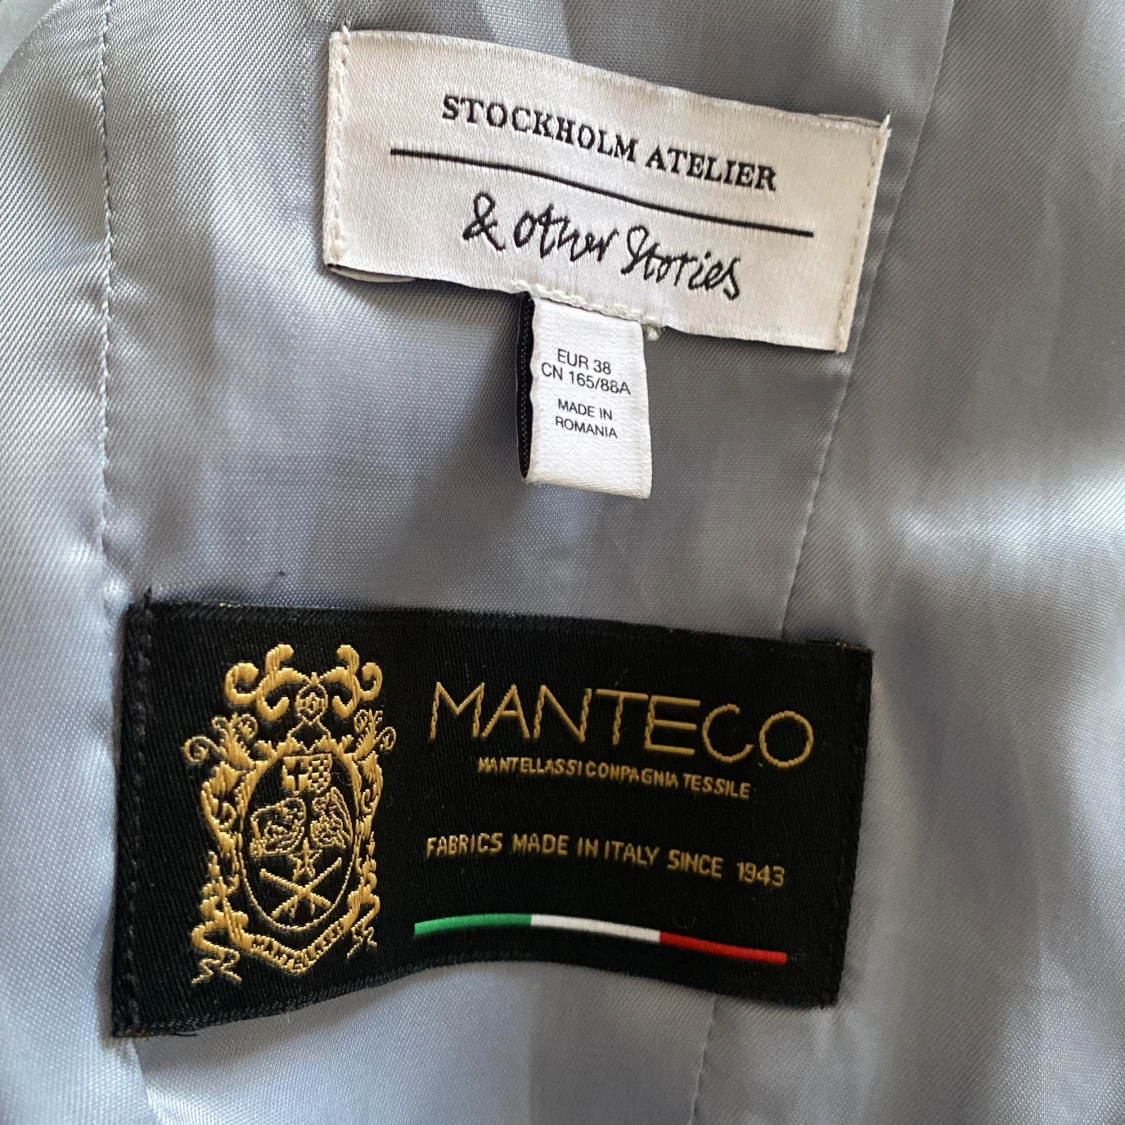 STOCKHOLM ATELIER
& other Stories
EUR 38
CN 165/88A
MADE IN
ROMANIA
MANTECO
MANTELLASSI COMPAGNIA TESSILE
FABRICS MADE IN ITALY SINCE 1943
MANTELLASSI